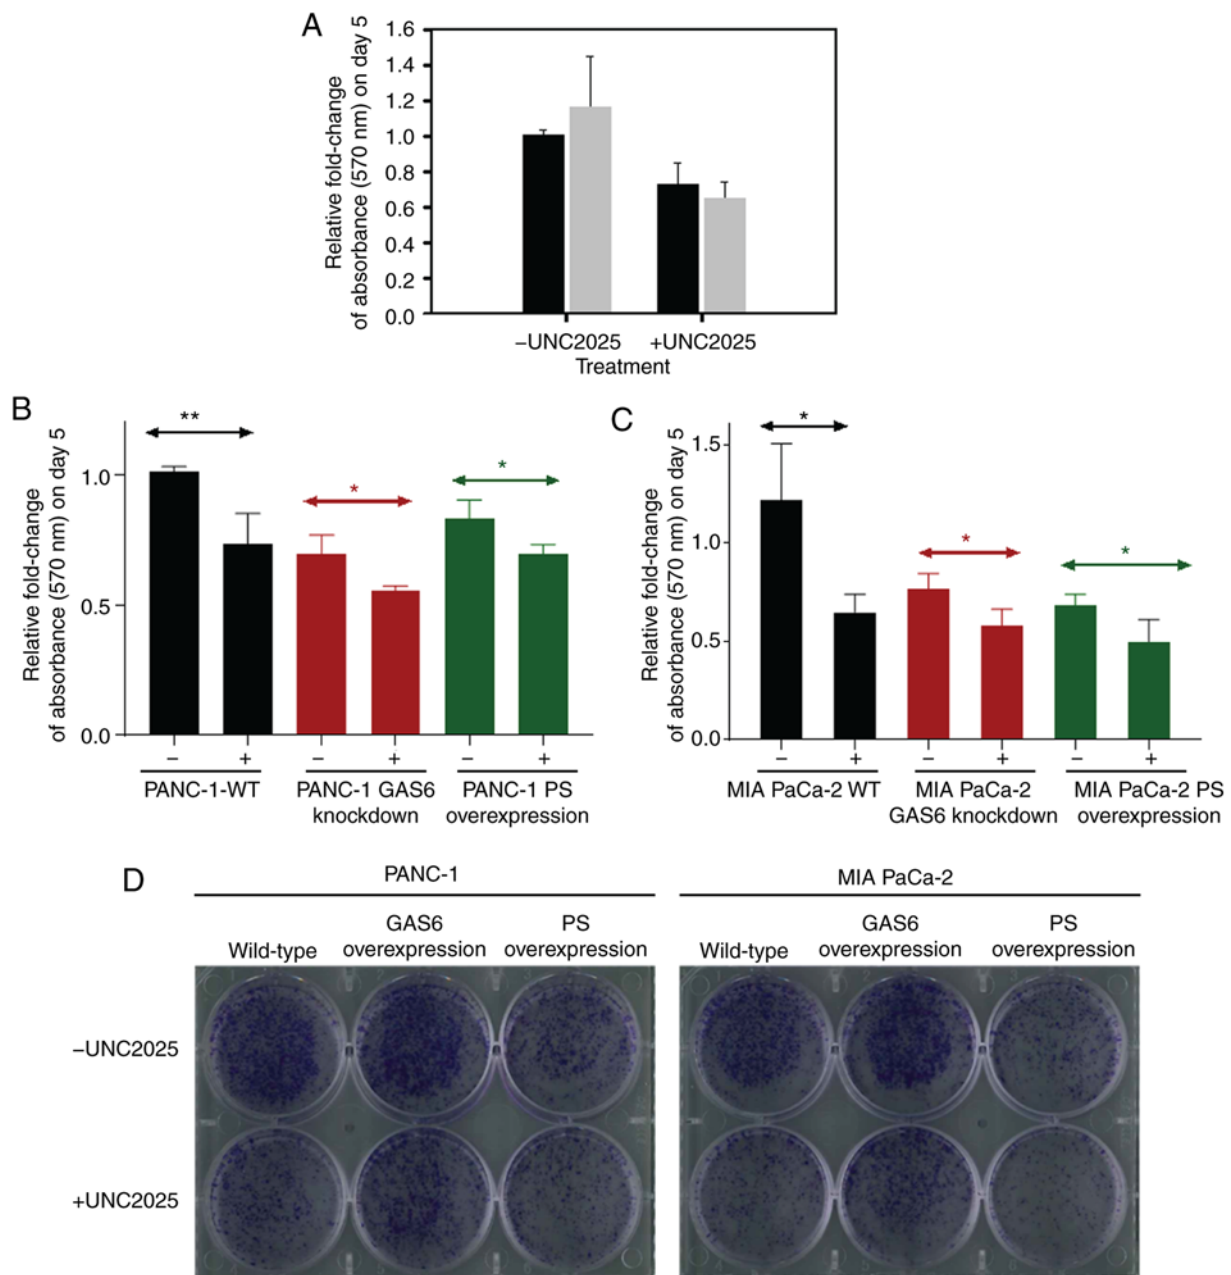 A
Relative fold-change
of absorbance (570 nm) on day 5
1.6
1.4
1.2
1.0
0.8
0.6
0.4
0.2
0.0
–UNC2025 +UNC2025
Treatment
B
Relative fold-change
of absorbance (570 nm) on day 5
1.0
0.5
0.0
**
*
*
– + – + – +
PANC-1-WT PANC-1 GAS6 PANC-1 PS
knockdown overexpression
C
Relative fold-change
of absorbance (570 nm) on day 5
1.5
1.0
0.5
0.0
*
*
*
– + – + – +
MIA PaCa-2 WT MIA PaCa-2 MIA PaCa-2 PS
GAS6 knockdown overexpression
D
PANC-1 MIA PaCa-2
GAS6 PS GAS6 PS
Wild-type overexpression overexpression Wild-type overexpression overexpression
–UNC2025
+UNC2025